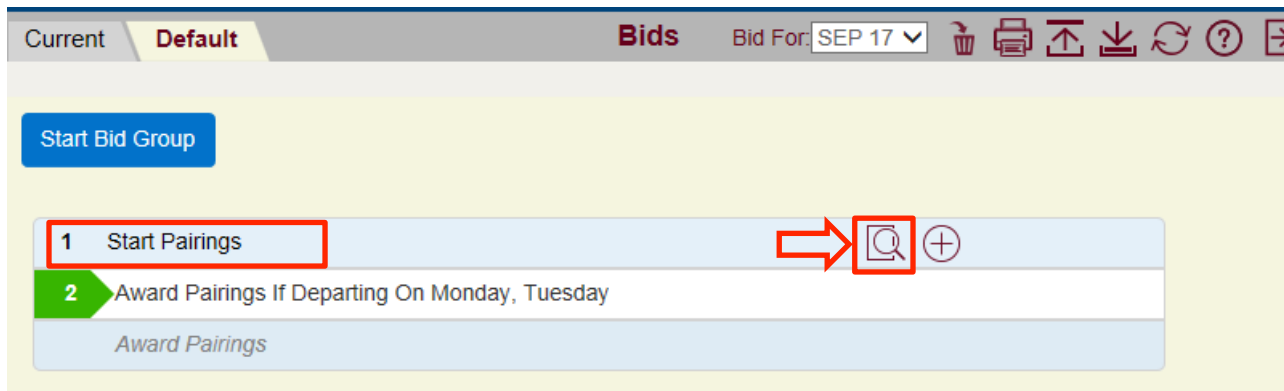 Current Default Bids Bid For: SEP 17
Start Bid Group
1 Start Pairings
2 Award Pairings If Departing On Monday, Tuesday
Award Pairings